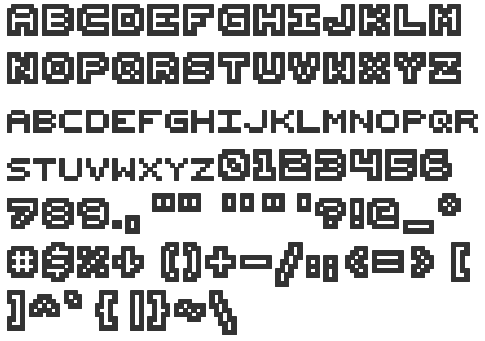 ABCDEFGHIJKLM
NOPQRSTUVWXYZ
ABCDEFGHIJKLMNOPQR
STUVWXYZ0123456
789., "" '""'?!@_*
#$%+ ()+-/:;<=> [
]^` {|}~\